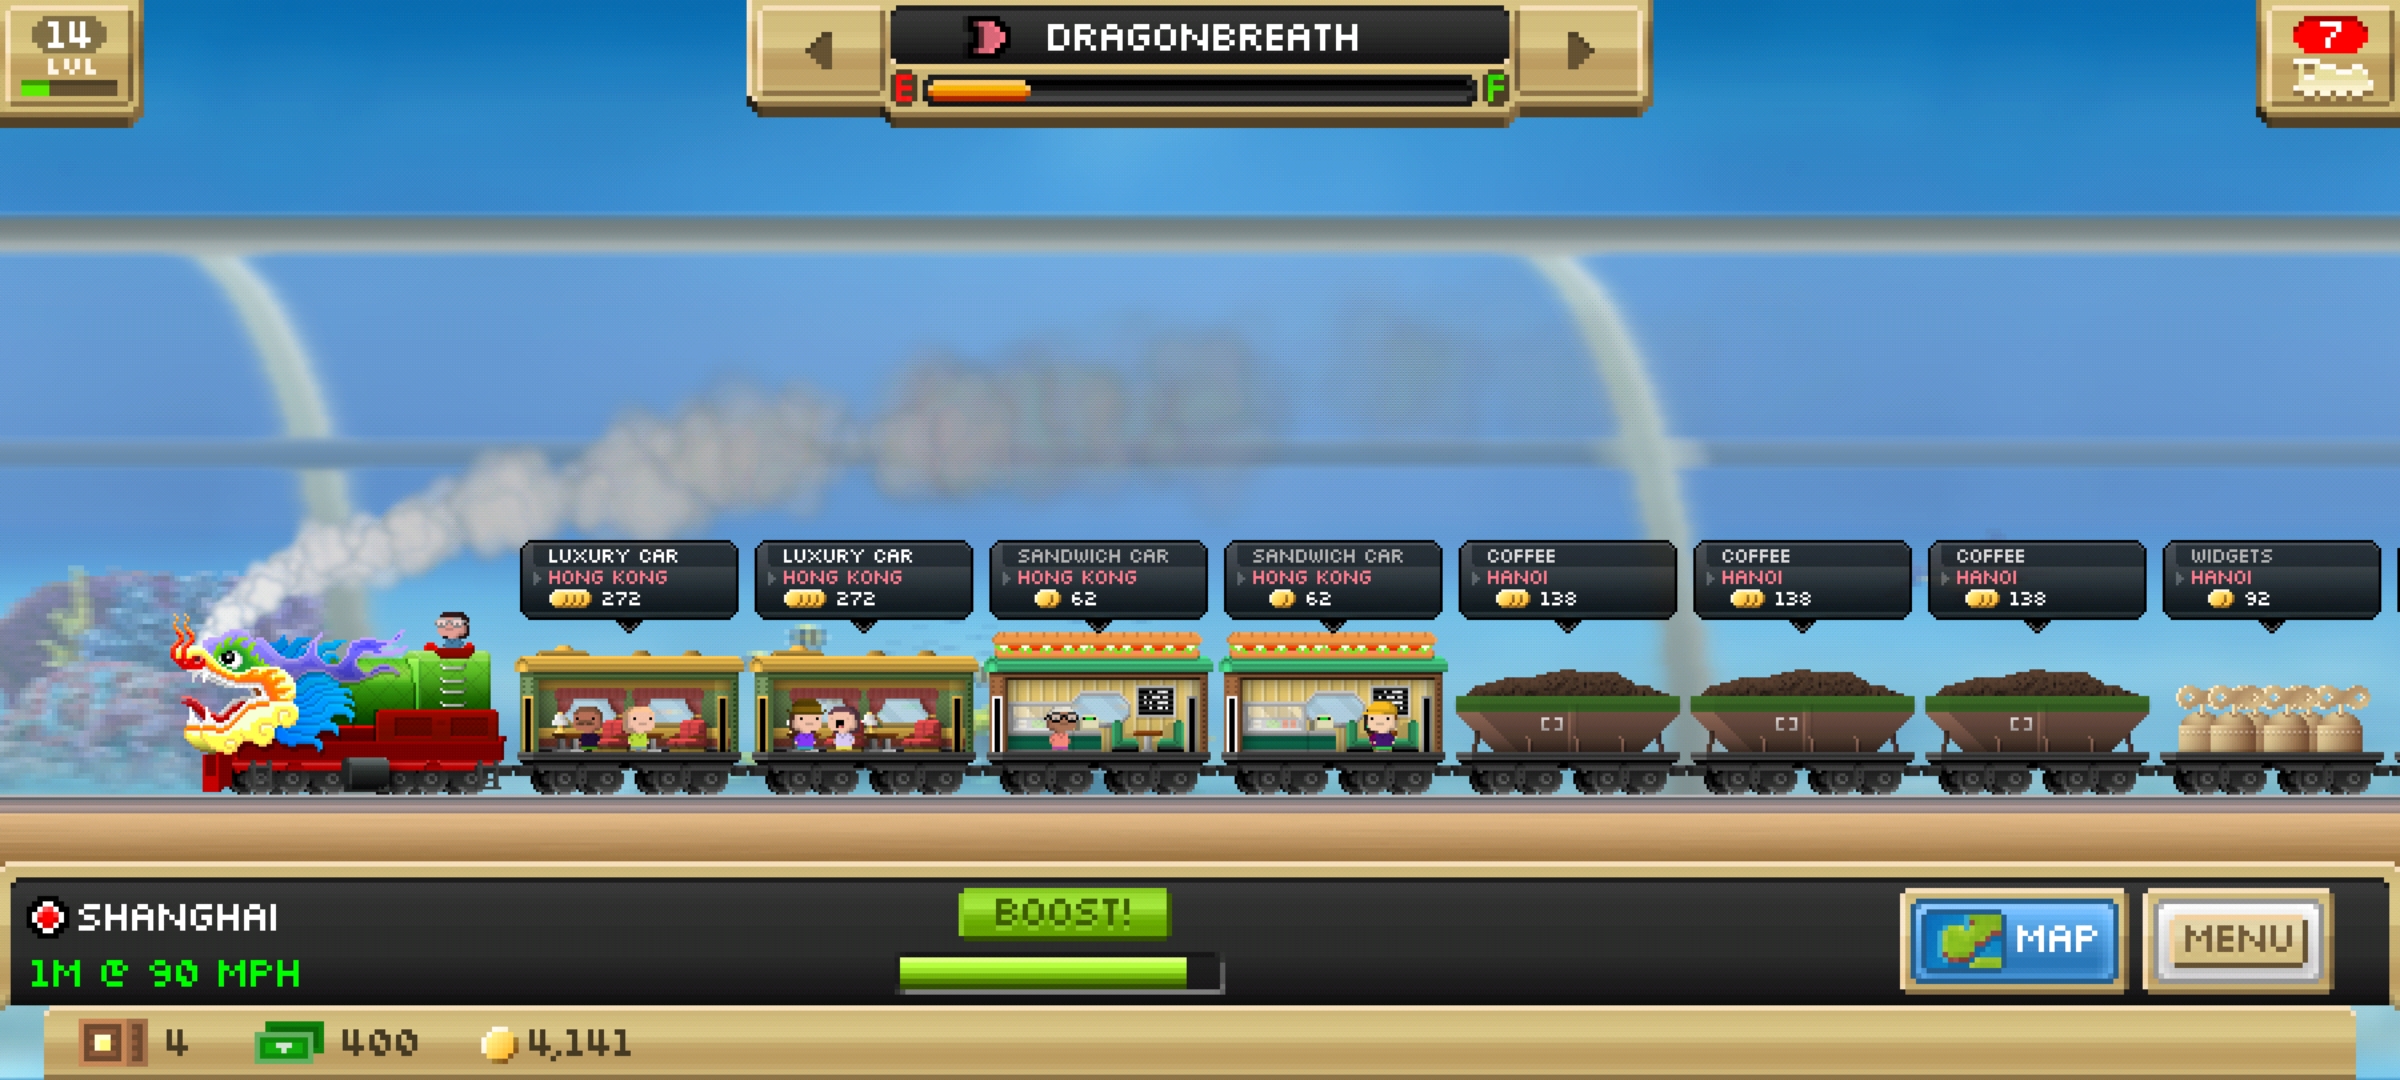 14
LVL
DRAGONBREATH
E F
7
LUXURY CAR
HONG KONG
272
LUXURY CAR
HONG KONG
272
SANDWICH CAR
HONG KONG
62
SANDWICH CAR
HONG KONG
62
COFFEE
HANOI
138
COFFEE
HANOI
138
COFFEE
HANOI
138
WIDGETS
HANOI
92
SHANGHAI
1M @ 90 MPH
BOOST!
MAP
MENU
4
400
4,141